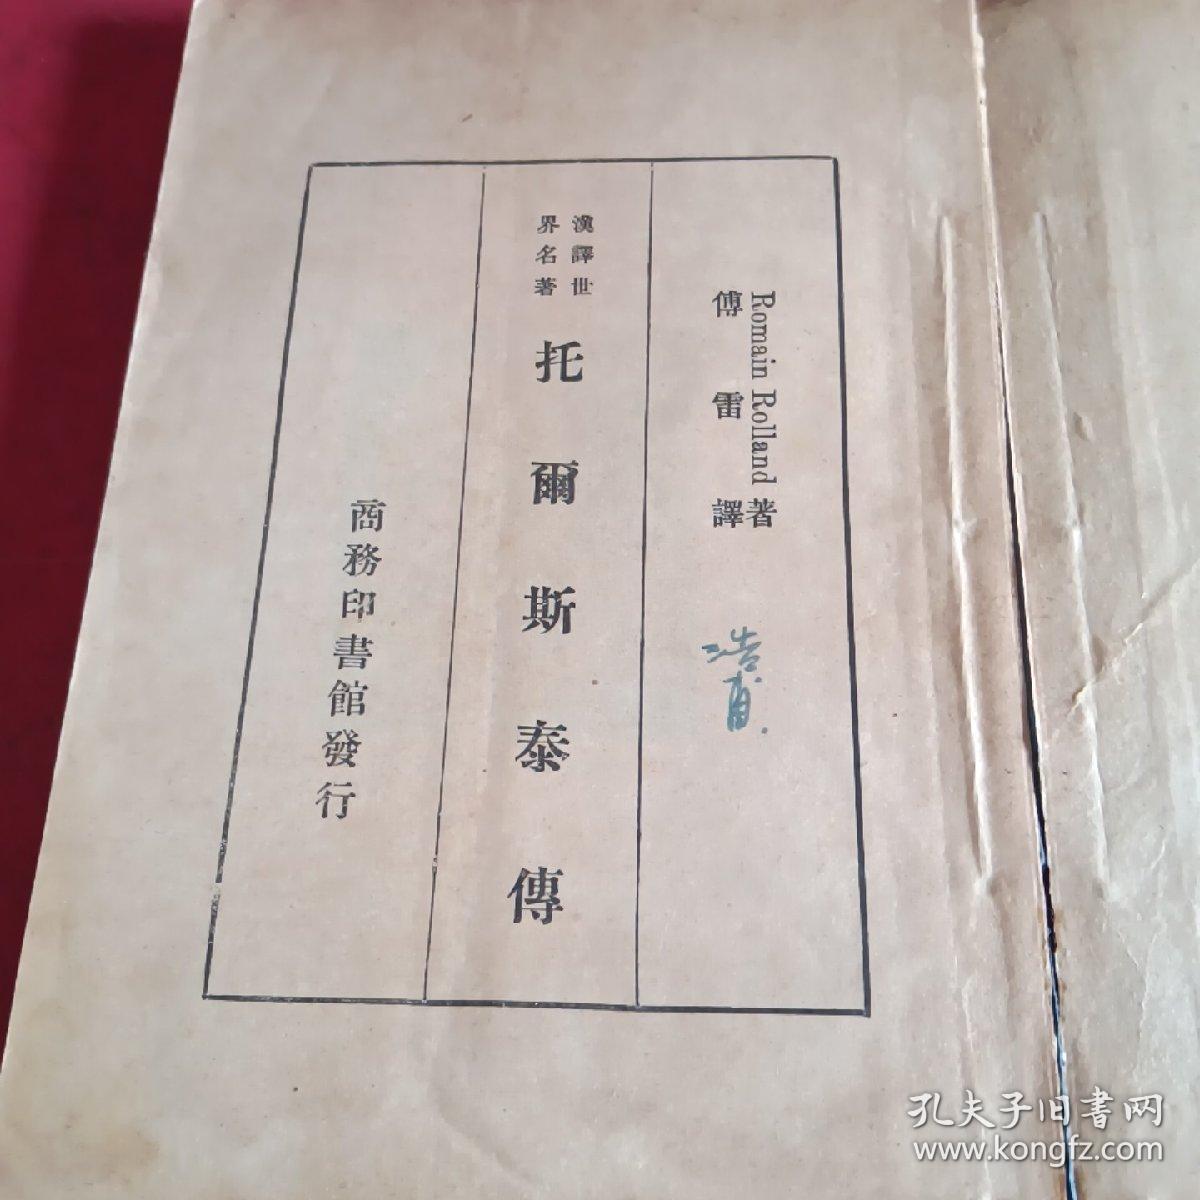 Romain Rolland 著
傅雷譯
漢譯世
界名著
托爾斯泰傳
商務印書館發行
孔夫子旧书网
www.kongfz.com